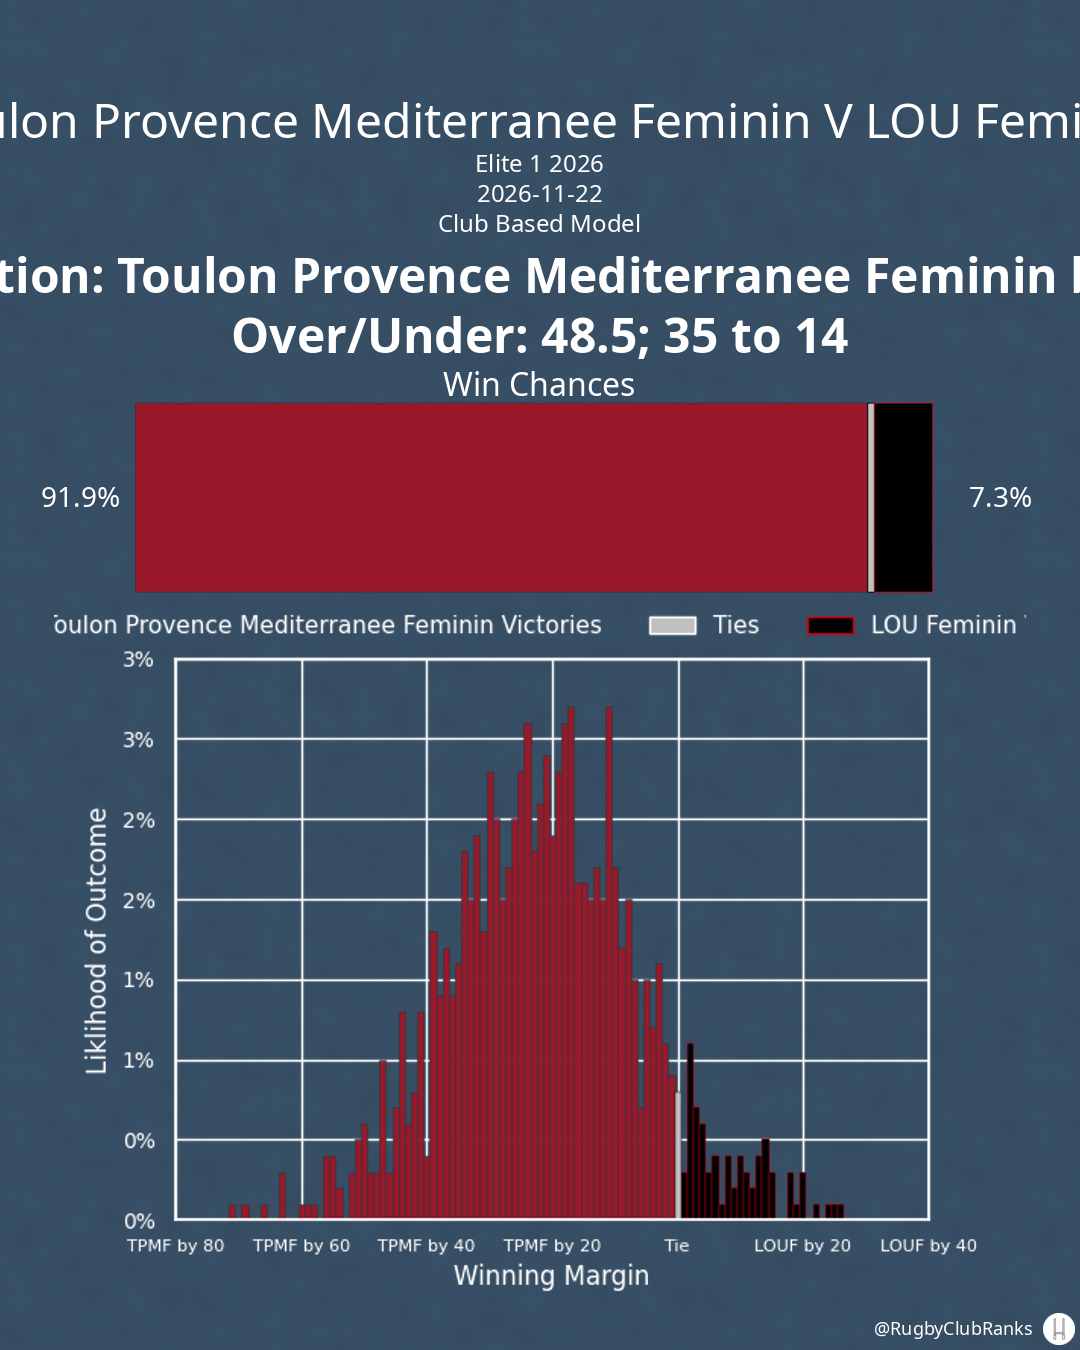 ulon Provence Mediterranee Feminin V LOU Femi
Elite 1 2026
2026-11-22
Club Based Model
tion: Toulon Provence Mediterranee Feminin b
Over/Under: 48.5; 35 to 14
Win Chances
91.9%
7.3%
Toulon Provence Mediterranee Feminin Victories
Ties
LOU Feminin
3%
3%
2%
2%
1%
1%
0%
0%
Liklihood of Outcome
TPMF by 80
TPMF by 60
TPMF by 40
TPMF by 20
Tie
LOUF by 20
LOUF by 40
Winning Margin
@RugbyClubRanks